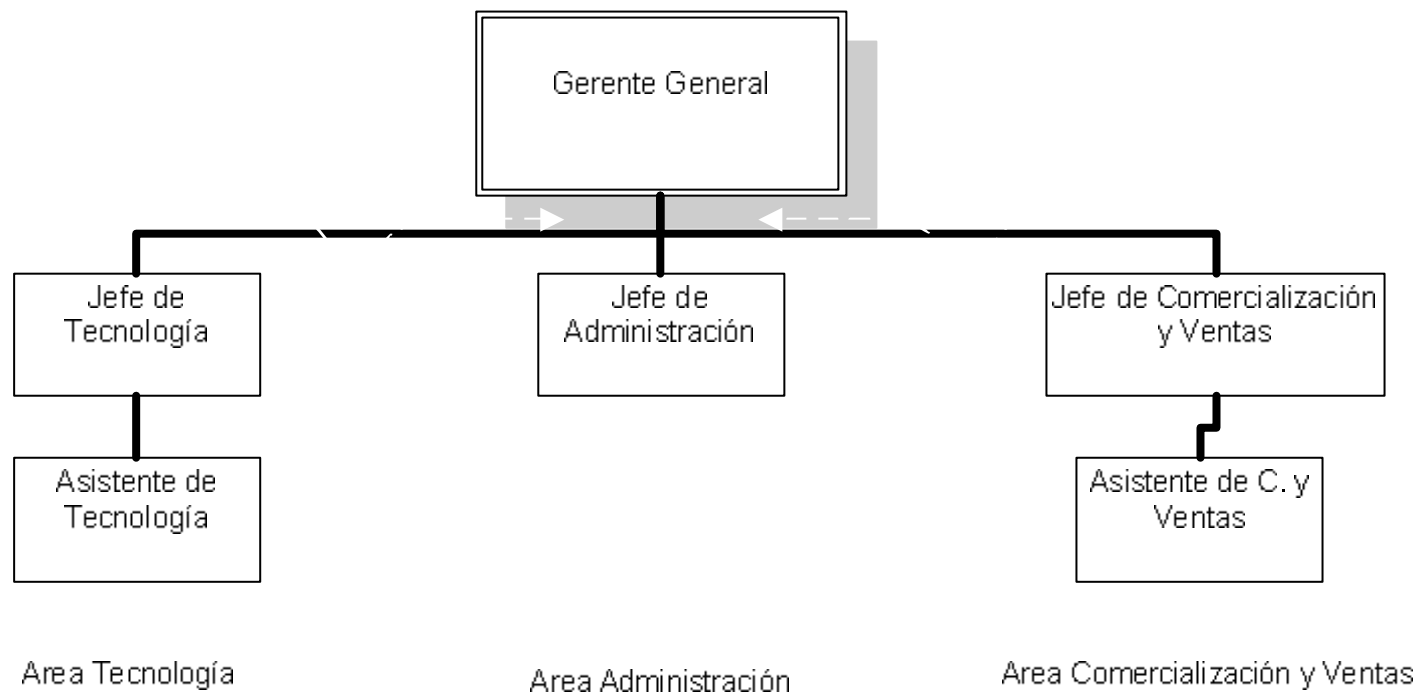 Gerente General
Jefe de
Tecnología
Jefe de
Administración
Jefe de Comercialización
y Ventas
Asistente de
Tecnología
Asistente de C. y
Ventas
Area Tecnología
Area Administración
Area Comercialización y Ventas